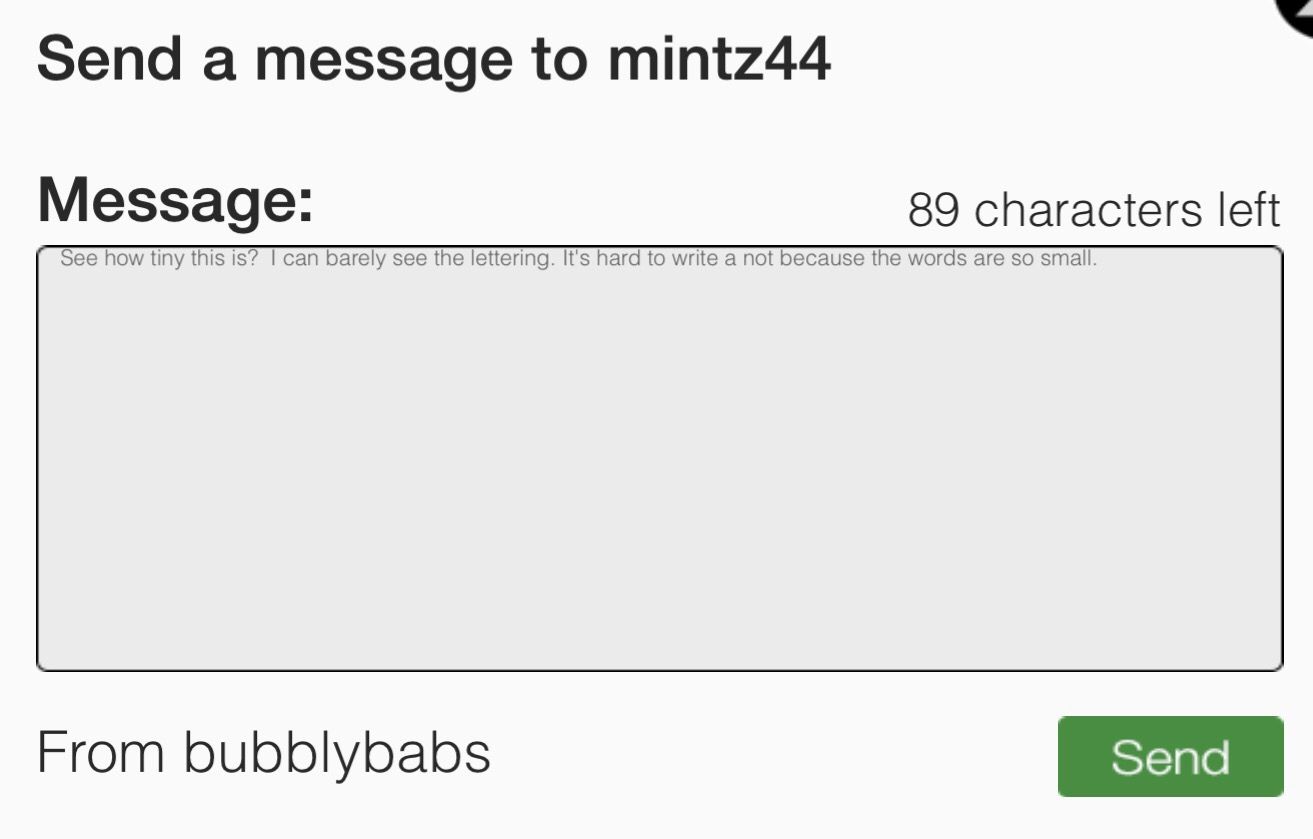 Send a message to mintz44
Message:
89 characters left
See how tiny this is?  I can barely see the lettering. It's hard to write a not because the words are so small.
From bubblybabs
Send